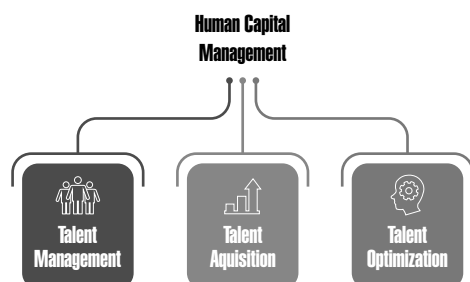 Human Capital
Management
Talent
Management
Talent
Aquisition
Talent
Optimization